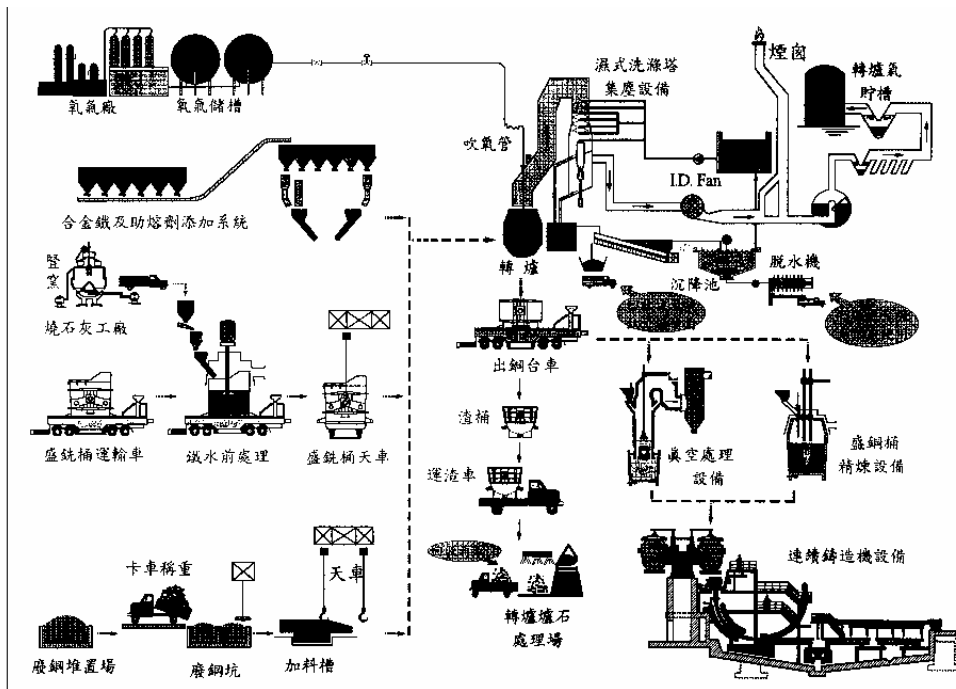 氧氣廠
氧氣儲槽
吹氧管
濕式洗滌塔
集塵設備
煙囪
轉爐氣
貯槽
I.D. Fan
合金鐵及助熔劑添加系統
轉爐
沉降池
脫水機
豎窯
燒石灰工廠
出鋼台車
盛銑桶運輸車
鐵水前處理
盛銑桶天車
渣桶
運渣車
真空處理
設備
盛鋼桶
精煉設備
連續鑄造機設備
卡車稱重
天車
廢鋼堆置場
廢鋼坑
加料槽
轉爐爐石
處理場